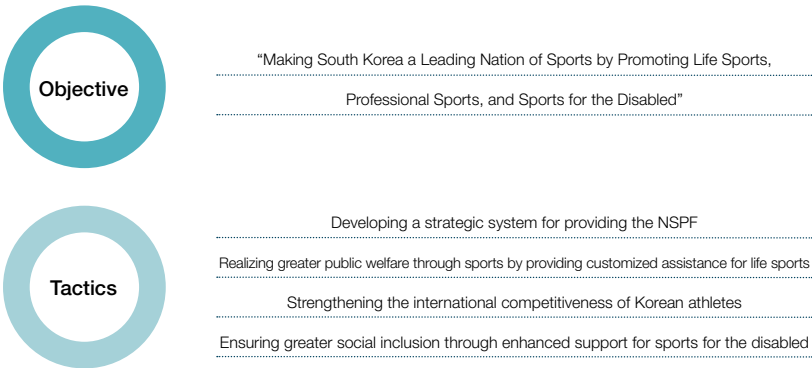 Objective
“Making South Korea a Leading Nation of Sports by Promoting Life Sports,
Professional Sports, and Sports for the Disabled”
Tactics
Developing a strategic system for providing the NSPF
Realizing greater public welfare through sports by providing customized assistance for life sports
Strengthening the international competitiveness of Korean athletes
Ensuring greater social inclusion through enhanced support for sports for the disabled